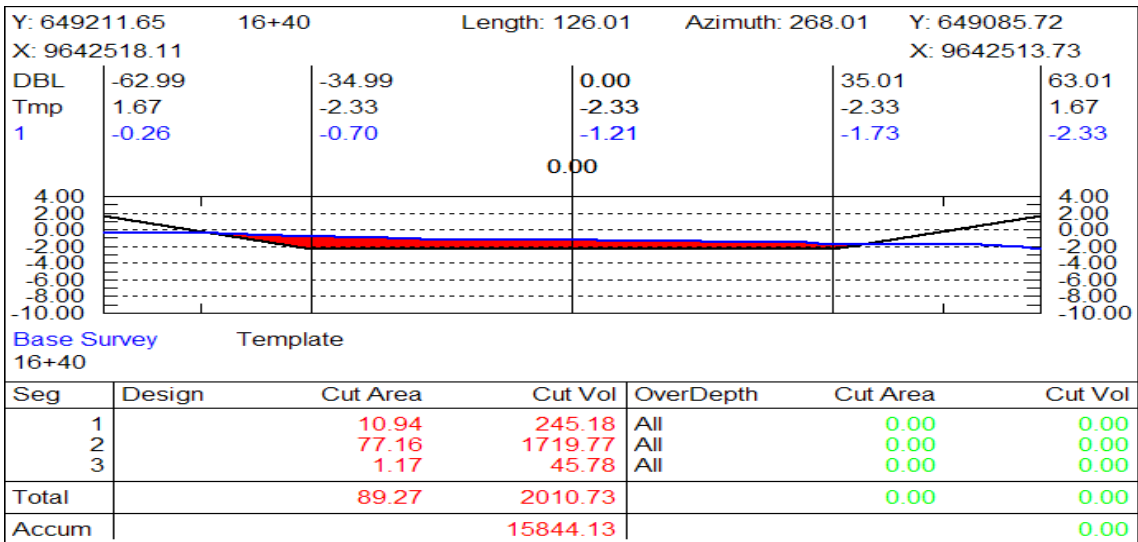 Y: 649211.65 16+40 Length: 126.01 Azimuth: 268.01 Y: 649085.72
X: 9642518.11 X: 9642513.73
DBL -62.99 -34.99 0.00 35.01 63.01
Tmp 1.67 -2.33 -2.33 -2.33 1.67
1 -0.26 -0.70 -1.21 -1.73 -2.33
0.00
4.00 4.00
2.00 2.00
0.00 0.00
-2.00 -2.00
-4.00 -4.00
-6.00 -6.00
-8.00 -8.00
-10.00 -10.00
Base Survey Template
16+40
Seg Design Cut Area Cut Vol OverDepth Cut Area Cut Vol
1 10.94 245.18 All 0.00 0.00
2 77.16 1719.77 All 0.00 0.00
3 1.17 45.78 All 0.00 0.00
Total 89.27 2010.73 0.00 0.00
Accum 15844.13 0.00